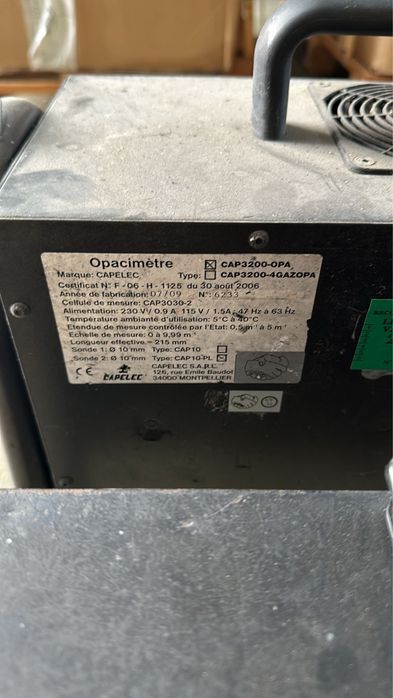 Opacimètre ☒ CAP3200-OPA
Marque: CAPELEC Type: ☐ CAP3200-4GAZOPA
Certificat N°: F - 06 - H - 1125 du 30 août 2006
Année de fabrication: 07/09 N°: 6233
Cellule de mesure: CAP3030-2
Alimentation: 230 V/ 0.9 A 115 V / 1.5A ; 47 Hz à 63 Hz
Température ambiante d'utilisation: 5°C à 40°C
Etendue de mesure contrôlée par l'Etat: 0,5 m⁻¹ à 5 m⁻¹
Echelle de mesure: 0 à 9,99 m⁻¹
Longueur effective = 215 mm
Sonde 1: Ø 10 mm Type: CAP10 ☐
Sonde 2: Ø 10 mm Type: CAP10-PL ☒
CE CAPELEC
CAPELEC S.A.R.L.
126, rue Emile Baudot
34000 MONTPELLIER